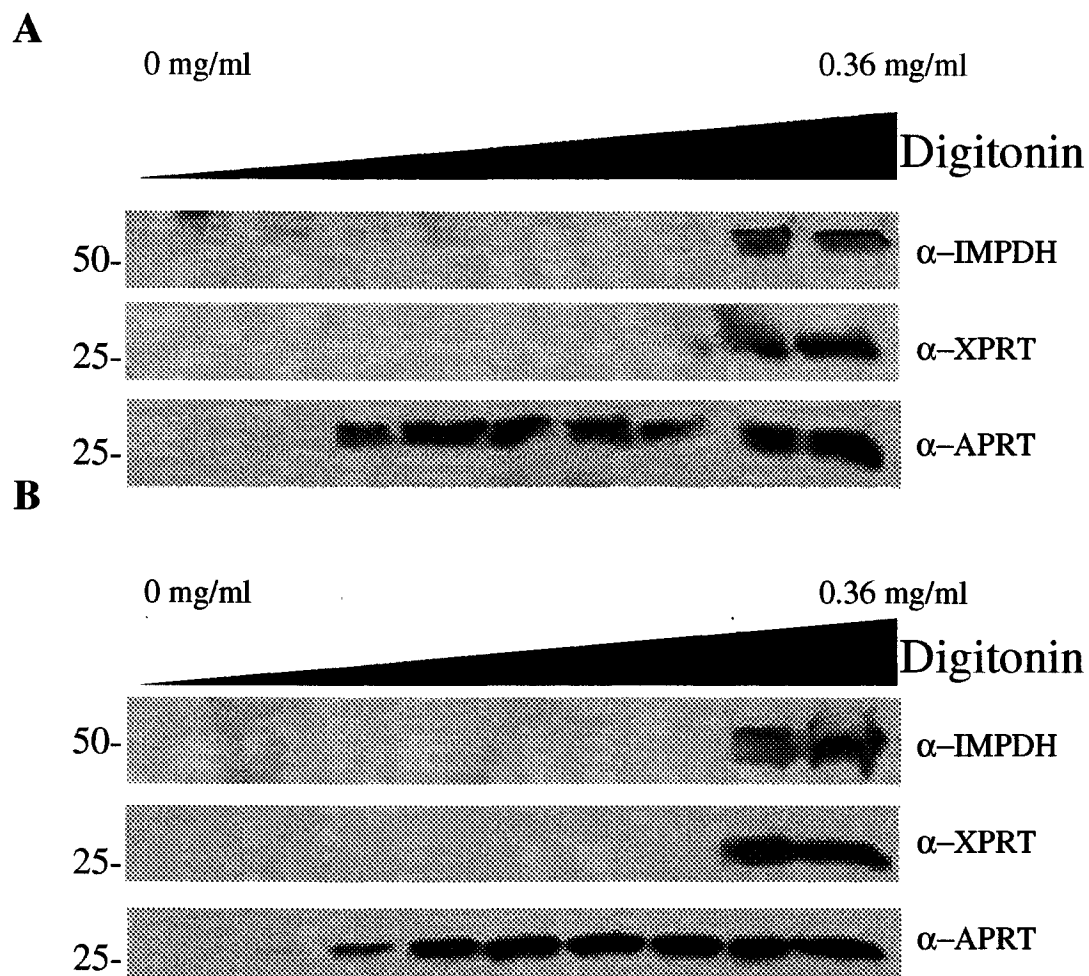 A
0 mg/ml 0.36 mg/ml
Digitonin
50- α–IMPDH
25- α–XPRT
25- α–APRT
B
0 mg/ml 0.36 mg/ml
Digitonin
50- α–IMPDH
25- α–XPRT
25- α–APRT